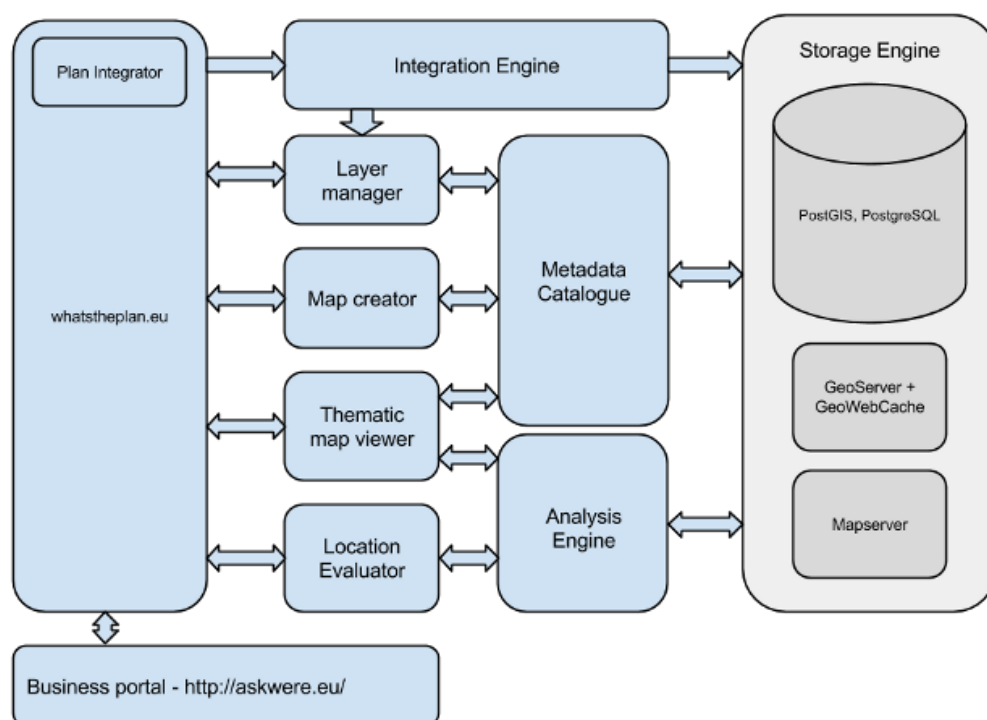 Plan Integrator
Integration Engine
Storage Engine
Layer
manager
PostGIS, PostgreSQL
Metadata
Catalogue
Map creator
whatstheplan.eu
GeoServer +
GeoWebCache
Thematic
map viewer
Analysis
Engine
Mapserver
Location
Evaluator
Business portal - http://askwere.eu/